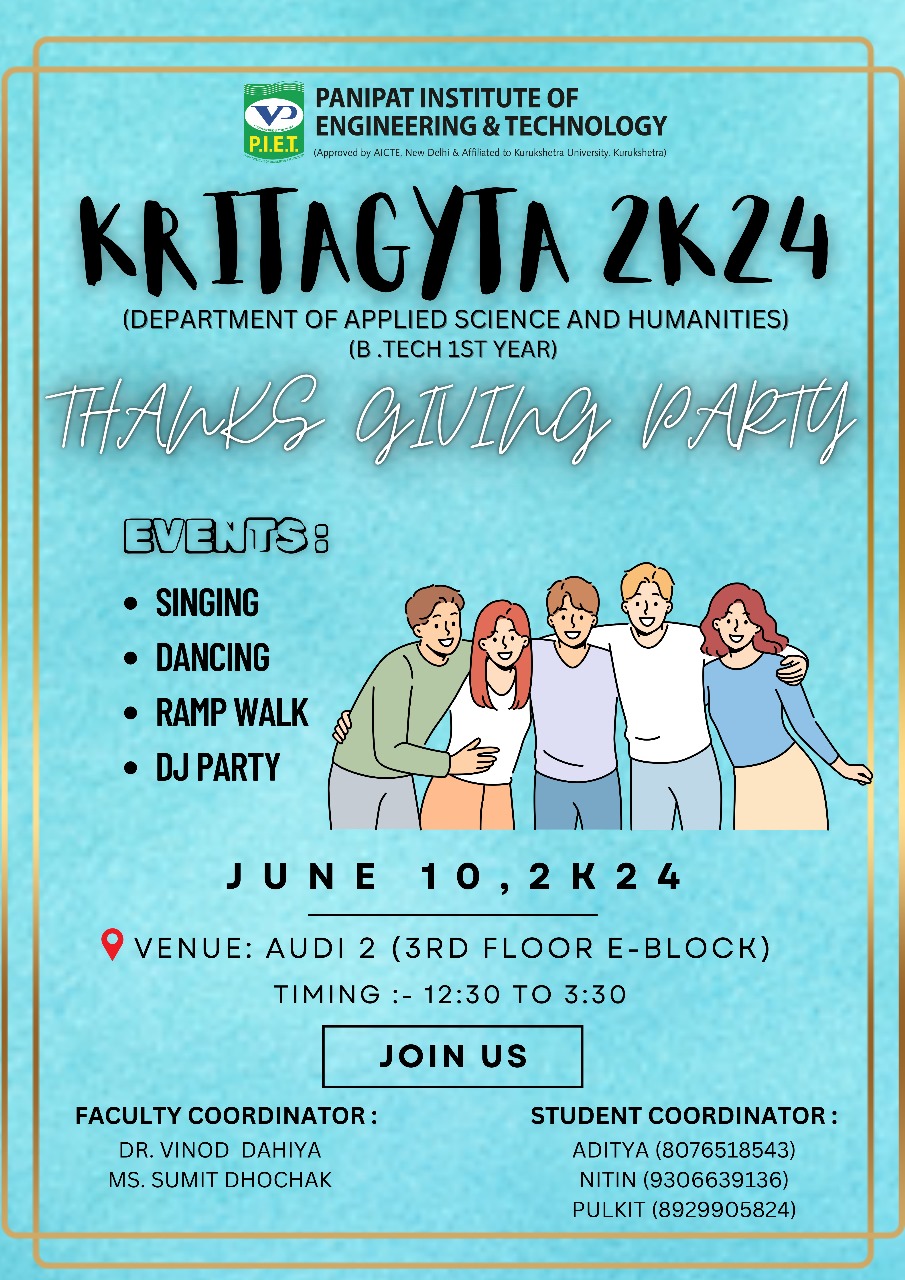 P.I.E.T.
PANIPAT INSTITUTE OF
ENGINEERING & TECHNOLOGY
(Approved by AICTE, New Delhi & Affiliated to Kurukshetra University, Kurukshetra)
KRITAGYTA 2K24
(DEPARTMENT OF APPLIED SCIENCE AND HUMANITIES)
(B .TECH 1ST YEAR)
THANKS GIVING PARTY
EVENTS:
• SINGING
• DANCING
• RAMP WALK
• DJ PARTY
JUNE 10,2K24
VENUE: AUDI 2 (3RD FLOOR E-BLOCK)
TIMING :- 12:30 TO 3:30
JOIN US
FACULTY COORDINATOR :
DR. VINOD DAHIYA
MS. SUMIT DHOCHAK
STUDENT COORDINATOR :
ADITYA (8076518543)
NITIN (9306639136)
PULKIT (8929905824)